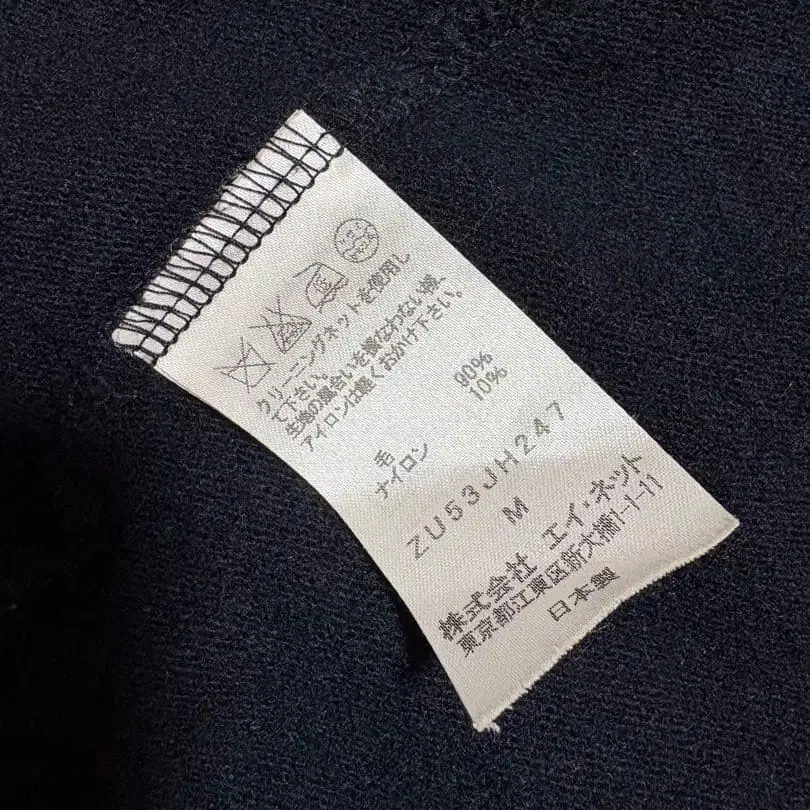 クリーニングネットを使用し
て下さい。
生地の風合いを損なわない様、
アイロンは軽くおかけ下さい。
毛 90%
ナイロン 10%
ZU53JH247
M
株式会社 エイ・ネット
東京都江東区新大橋1-1-11
日本製